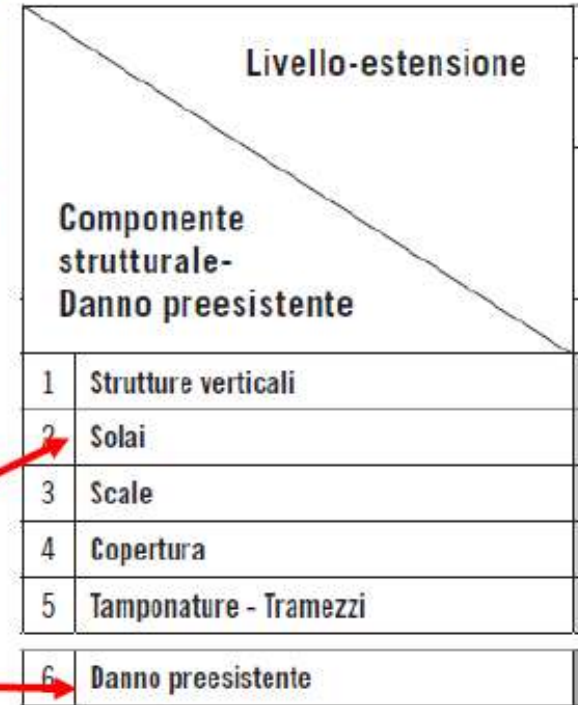 Livello-estensione
Componente
strutturale-
Danno preesistente
1 Strutture verticali
2 Solai
3 Scale
4 Copertura
5 Tamponature - Tramezzi
6 Danno preesistente